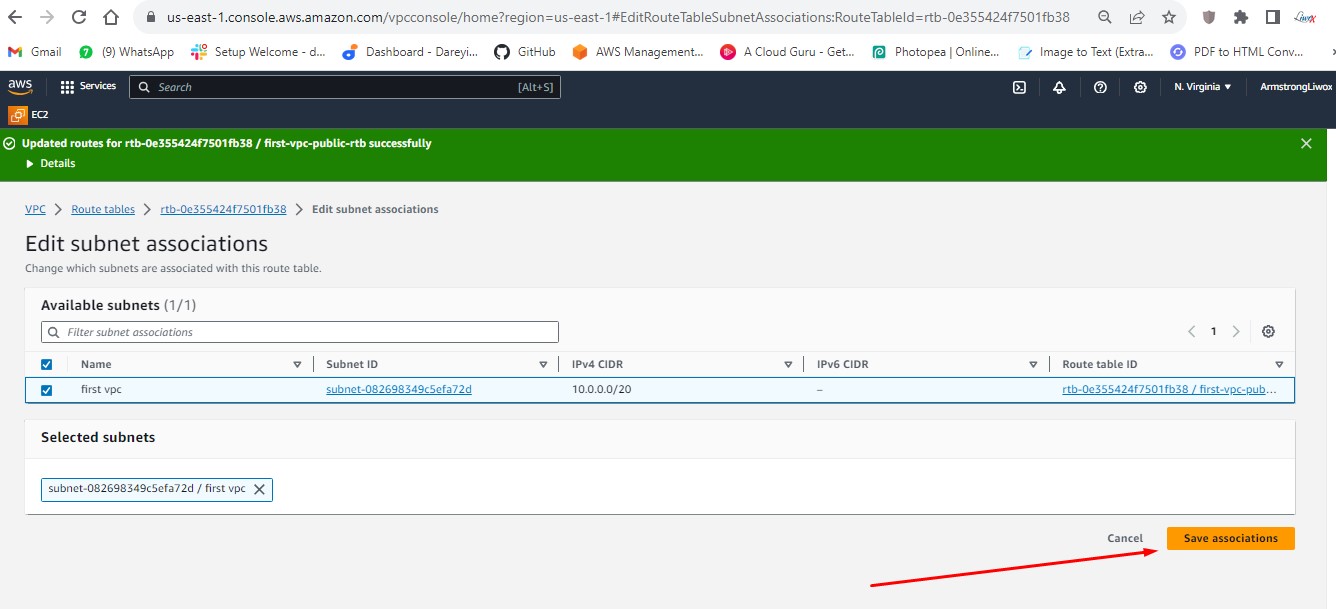 us-east-1.console.aws.amazon.com/vpcconsole/home?region=us-east-1#EditRouteTableSubnetAssociations:RouteTableId=rtb-0e355424f7501fb38
Gmail (9) WhatsApp Setup Welcome - d... Dashboard - Dareyi... GitHub AWS Management... A Cloud Guru - Get... Photopea | Online... Image to Text (Extra... PDF to HTML Conv...
aws Services Search [Alt+S] N. Virginia ArmstrongLiwox
EC2
Updated routes for rtb-0e355424f7501fb38 / first-vpc-public-rtb successfully
Details
VPC Route tables rtb-0e355424f7501fb38 Edit subnet associations
Edit subnet associations
Change which subnets are associated with this route table.
Available subnets (1/1)
Filter subnet associations 1
Name Subnet ID IPv4 CIDR IPv6 CIDR Route table ID
first vpc subnet-082698349c5efa72d 10.0.0.0/20 – rtb-0e355424f7501fb38 / first-vpc-pub...
Selected subnets
subnet-082698349c5efa72d / first vpc
Cancel Save associations